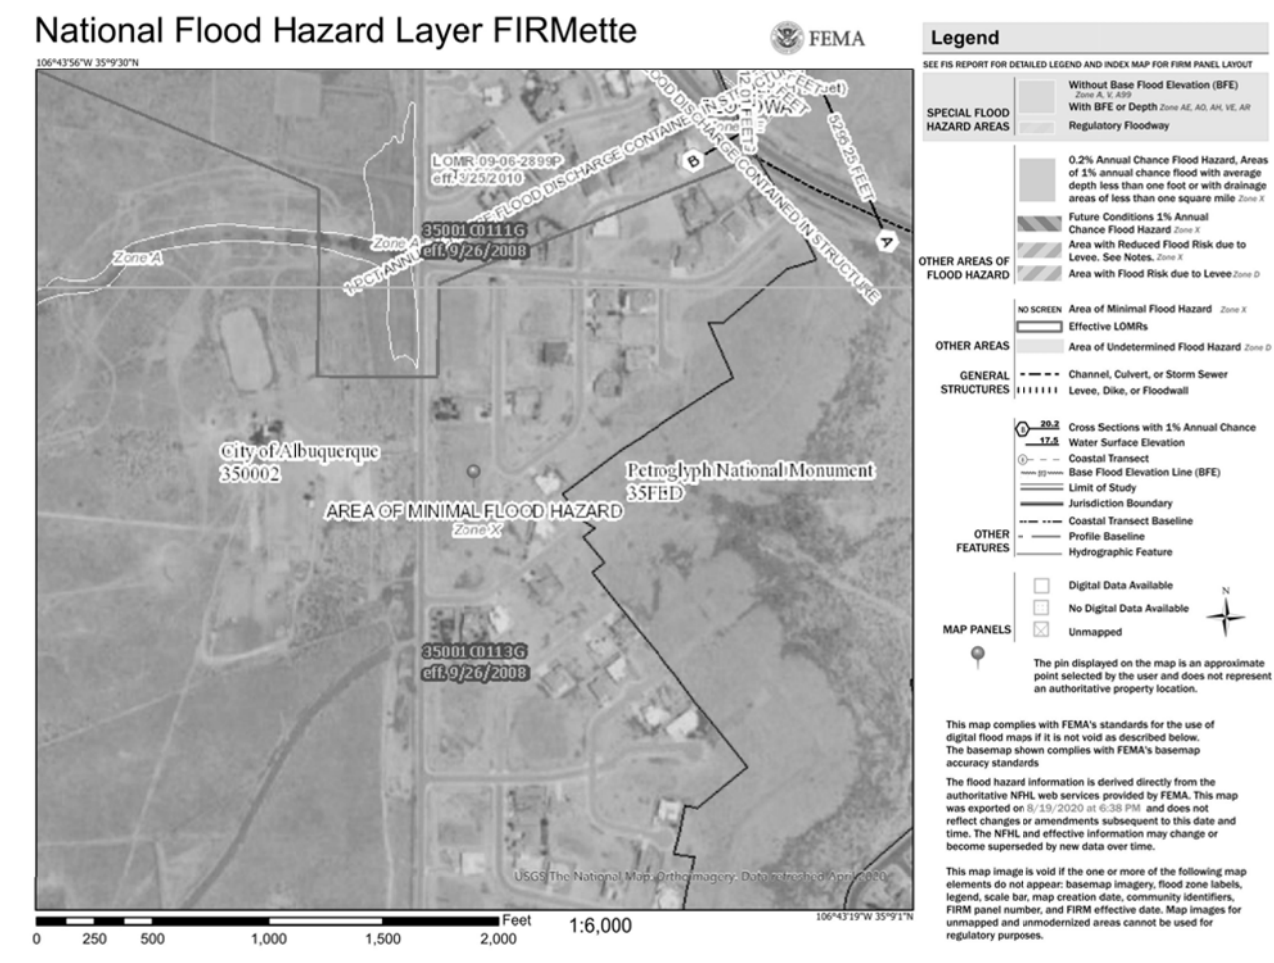 National Flood Hazard Layer FIRMette
FEMA
106°43'56"W 35°9'30"N
LOMR 09-06-2899P
eff. 3/25/2010
B
5295.25 FEET
A
35001C0111G
eff. 9/26/2008
Zone A
Zone A
1 PCT ANNUAL FLOOD DISCHARGE CONTAINED IN STRUCTURE
FLOOD DISCHARGE CONTAINED IN STRUCTURE
City of Albuquerque
350002
Petroglyph National Monument
35FED
AREA OF MINIMAL FLOOD HAZARD
Zone X
35001C0113G
eff. 9/26/2008
USGS The National Map: Orthoimagery. Data refreshed April 2020
106°43'19"W 35°9'1"N
Feet
1:6,000
0 250 500 1,000 1,500 2,000
Legend
SEE FIS REPORT FOR DETAILED LEGEND AND INDEX MAP FOR FIRM PANEL LAYOUT
SPECIAL FLOOD
HAZARD AREAS
Without Base Flood Elevation (BFE)
Zone A, V, A99
With BFE or Depth Zone AE, AO, AH, VE, AR
Regulatory Floodway
0.2% Annual Chance Flood Hazard, Areas
of 1% annual chance flood with average
depth less than one foot or with drainage
areas of less than one square mile Zone X
Future Conditions 1% Annual
Chance Flood Hazard Zone X
Area with Reduced Flood Risk due to
Levee. See Notes. Zone X
Area with Flood Risk due to Levee Zone D
OTHER AREAS OF
FLOOD HAZARD
NO SCREEN Area of Minimal Flood Hazard Zone X
Effective LOMRs
OTHER AREAS
Area of Undetermined Flood Hazard Zone D
GENERAL
STRUCTURES
Channel, Culvert, or Storm Sewer
Levee, Dike, or Floodwall
20.2 Cross Sections with 1% Annual Chance
17.5 Water Surface Elevation
Coastal Transect
Base Flood Elevation Line (BFE)
Limit of Study
Jurisdiction Boundary
Coastal Transect Baseline
OTHER
FEATURES
Profile Baseline
Hydrographic Feature
Digital Data Available
No Digital Data Available
Unmapped
MAP PANELS
N
The pin displayed on the map is an approximate
point selected by the user and does not represent
an authoritative property location.
This map complies with FEMA's standards for the use of
digital flood maps if it is not void as described below.
The basemap shown complies with FEMA's basemap
accuracy standards
The flood hazard information is derived directly from the
authoritative NFHL web services provided by FEMA. This map
was exported on 8/19/2020 at 6:38 PM and does not
reflect changes or amendments subsequent to this date and
time. The NFHL and effective information may change or
become superseded by new data over time.
This map image is void if the one or more of the following map
elements do not appear: basemap imagery, flood zone labels,
legend, scale bar, map creation date, community identifiers,
FIRM panel number, and FIRM effective date. Map images for
unmapped and unmodernized areas cannot be used for
regulatory purposes.